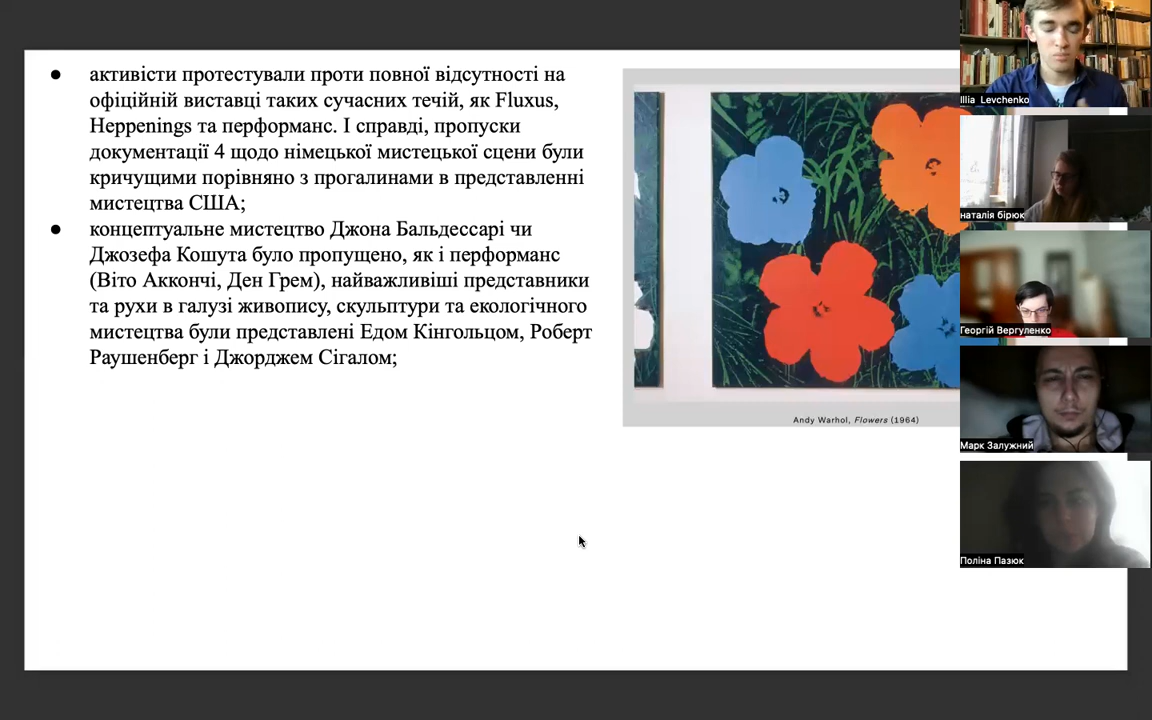 ● активісти протестували проти повної відсутності на
офіційній виставці таких сучасних течій, як Fluxus,
Heppenings та перформанс. І справді, пропуски
документації 4 щодо німецької мистецької сцени були
кричущими порівняно з прогалинами в представленні
мистецтва США;
● концептуальне мистецтво Джона Бальдессарі чи
Джозефа Кошута було пропущено, як і перформанс
(Віто Аккончі, Ден Грем), найважливіші представники
та рухи в галузі живопису, скульптури та екологічного
мистецтва були представлені Едом Кінгольцом, Роберт
Раушенберг і Джорджем Сігалом;
Andy Warhol, Flowers (1964)
Illia Levchenko
наталія бірюк
Георгій Вергуленко
Марк Залужний
Поліна Пазюк